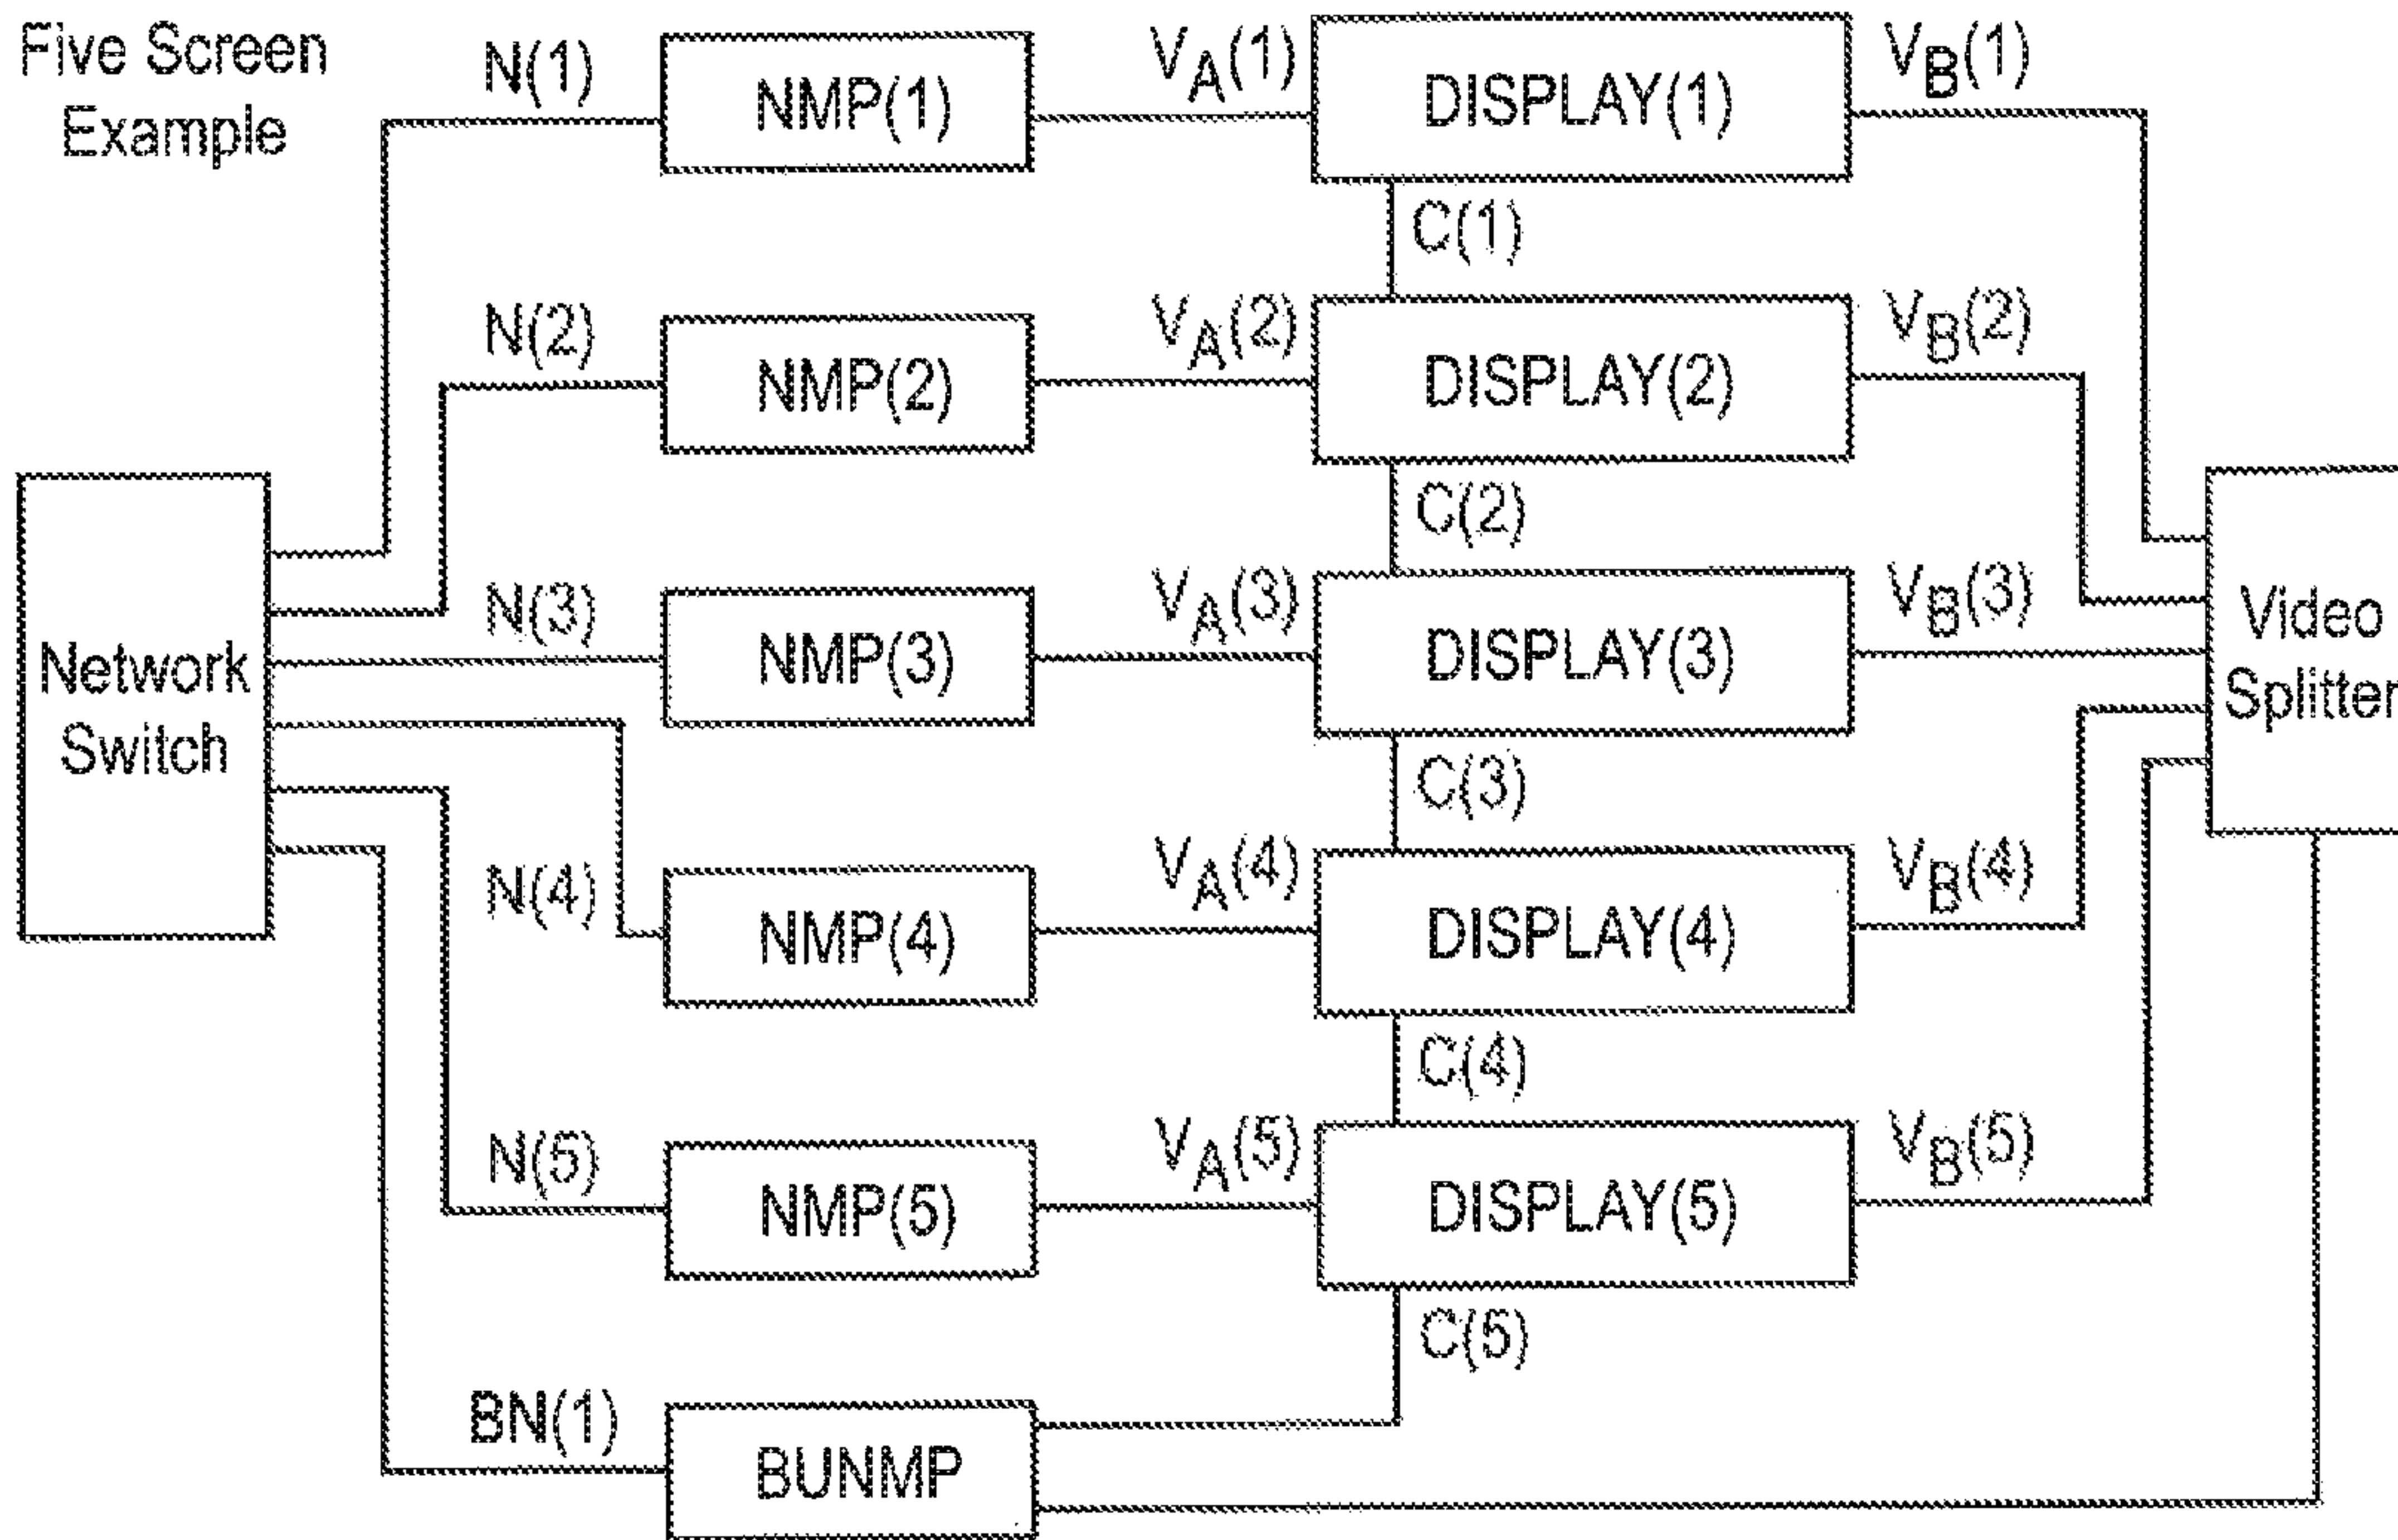 Five Screen
Example
N(1)
NMP(1)
VA(1)
DISPLAY(1)
VB(1)
C(1)
N(2)
NMP(2)
VA(2)
DISPLAY(2)
VB(2)
C(2)
Network
Switch
N(3)
NMP(3)
VA(3)
DISPLAY(3)
VB(3)
Video
Splitter
C(3)
N(4)
NMP(4)
VA(4)
DISPLAY(4)
VB(4)
C(4)
N(5)
NMP(5)
VA(5)
DISPLAY(5)
VB(5)
C(5)
BN(1)
BUNMP